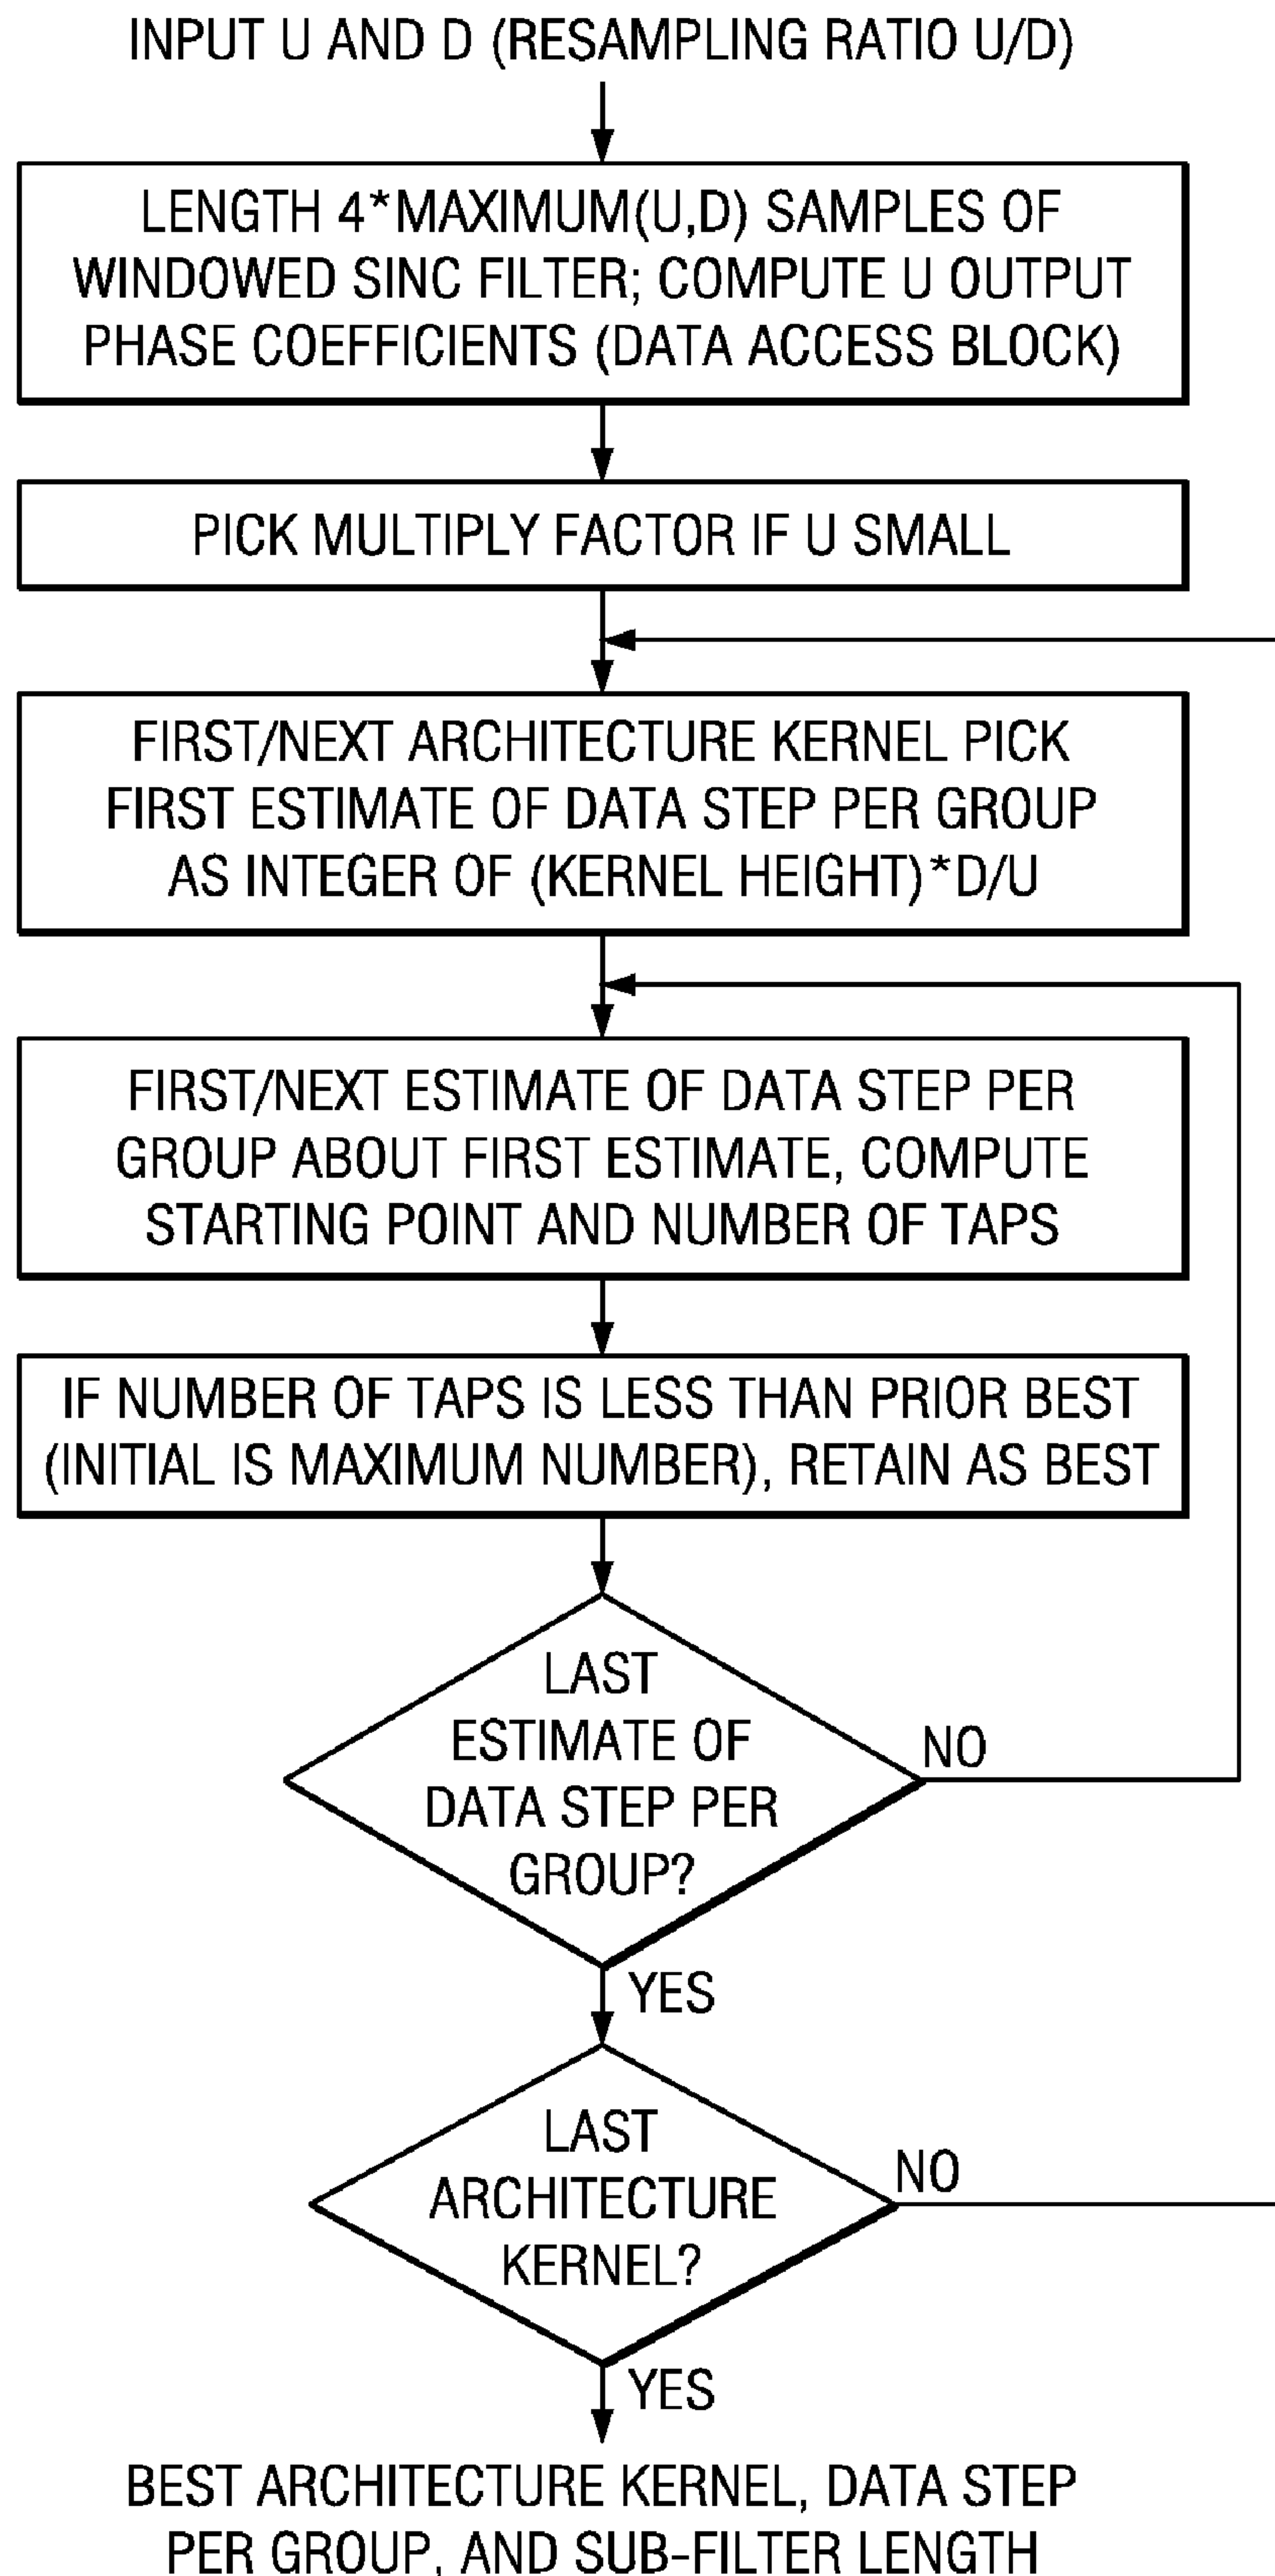 INPUT U AND D (RESAMPLING RATIO U/D)
LENGTH 4*MAXIMUM(U,D) SAMPLES OF
WINDOWED SINC FILTER; COMPUTE U OUTPUT
PHASE COEFFICIENTS (DATA ACCESS BLOCK)
PICK MULTIPLY FACTOR IF U SMALL
FIRST/NEXT ARCHITECTURE KERNEL PICK
FIRST ESTIMATE OF DATA STEP PER GROUP
AS INTEGER OF (KERNEL HEIGHT)*D/U
FIRST/NEXT ESTIMATE OF DATA STEP PER
GROUP ABOUT FIRST ESTIMATE, COMPUTE
STARTING POINT AND NUMBER OF TAPS
IF NUMBER OF TAPS IS LESS THAN PRIOR BEST
(INITIAL IS MAXIMUM NUMBER), RETAIN AS BEST
LAST
ESTIMATE OF
DATA STEP PER
GROUP?
NO
YES
LAST
ARCHITECTURE
KERNEL?
NO
YES
BEST ARCHITECTURE KERNEL, DATA STEP
PER GROUP, AND SUB-FILTER LENGTH